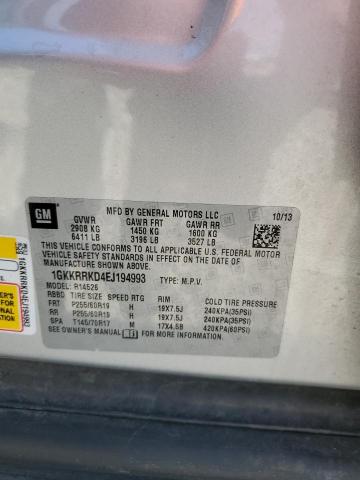 GM
MFD BY GENERAL MOTORS LLC 10/13
GVWR GAWR FRT GAWR RR
2908 KG 1450 KG 1600 KG
6411 LB 3196 LB 3527 LB
THIS VEHICLE CONFORMS TO ALL APPLICABLE U.S. FEDERAL MOTOR
VEHICLE SAFETY STANDARDS IN EFFECT ON THE DATE OF
MANUFACTURE SHOWN ABOVE.
1GKKRRKD4EJ194993 TYPE: M.P.V.
MODEL: R14526
RBBD TIRE SIZE SPEED RTG RIM COLD TIRE PRESSURE
FRT P255/60R19 H 19X7.5J 240KPA(35PSI)
RR P255/60R19 H 19X7.5J 240KPA(35PSI)
SPA T145/70R17 M 17X4.5B 420KPA(60PSI)
SEE OWNER'S MANUAL FOR MORE INFORMATION
1GKKRRKD4EJ194993